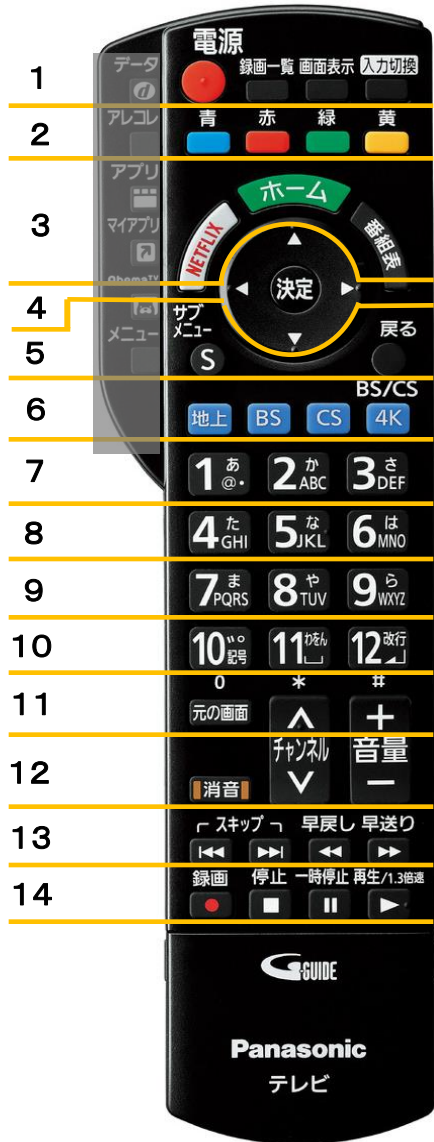 電源
1
データ
録画一覧 画面表示 入力切換
d
2
アレコレ
青 赤 緑 黄
アプリ
3
ホーム
マイアプリ
NETFLIX
番組表
AbemaTV
4
決定
サブメニュー
戻る
メニュー
5
S
BS/CS
6
地上 BS CS 4K
7
1 あ @. 2 か ABC 3 さ DEF
8
4 た GHI 5 な JKL 6 は MNO
9
7 ま PQRS 8 や TUV 9 ら WXYZ
10
10 ゛゜ 記号 11 わをん 12 改行
0 * #
11
元の画面
+
チャンネル 音量
12
消音
−
13
スキップ 早戻し 早送り
14
録画 停止 一時停止 再生/1.3倍速
G-GUIDE
Panasonic
テレビ